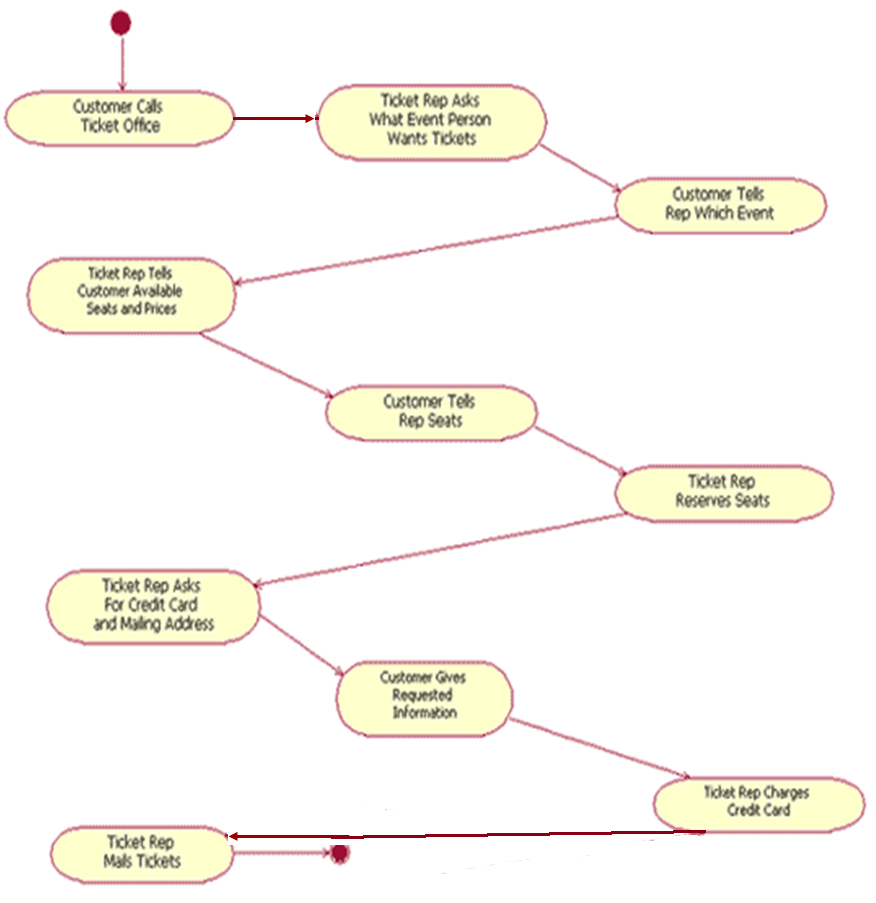 Customer Calls
Ticket Office
Ticket Rep Asks
What Event Person
Wants Tickets
Customer Tells
Rep Which Event
Ticket Rep Tells
Customer Available
Seats and Prices
Customer Tells
Rep Seats
Ticket Rep
Reserves Seats
Ticket Rep Asks
For Credit Card
and Mailing Address
Customer Gives
Requested
Information
Ticket Rep Charges
Credit Card
Ticket Rep
Mails Tickets